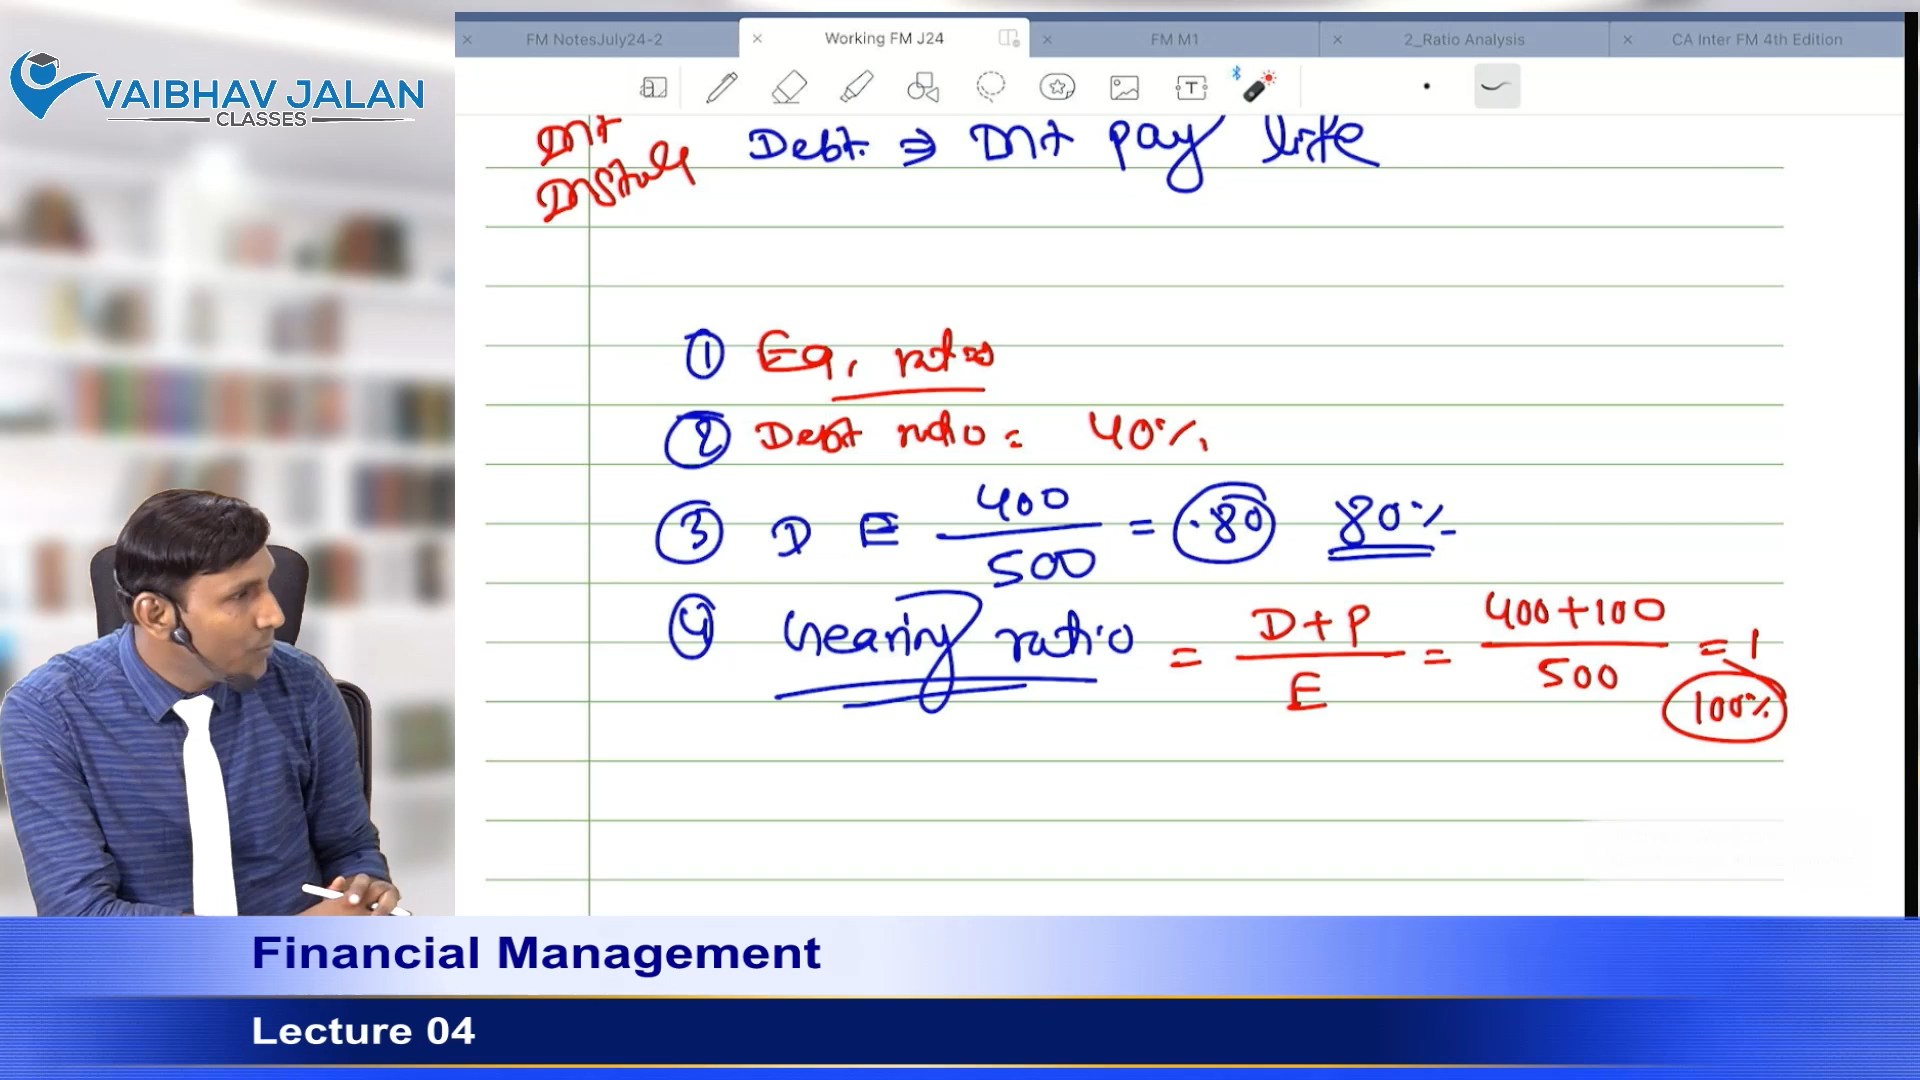 VAIBHAV JALAN
CLASSES
FM NotesJuly24-2
Working FM J24
FM M1
2_Ratio Analysis
CA Inter FM 4th Edition
Int Debt. ⇒ Int pay
① Eq. ratio
② Debt ratio = 40%
③ D E 400/500 = .80 80%
④ Gearing ratio = D+P/E = 400+100/500 = 1
100%
Financial Management
Lecture 04